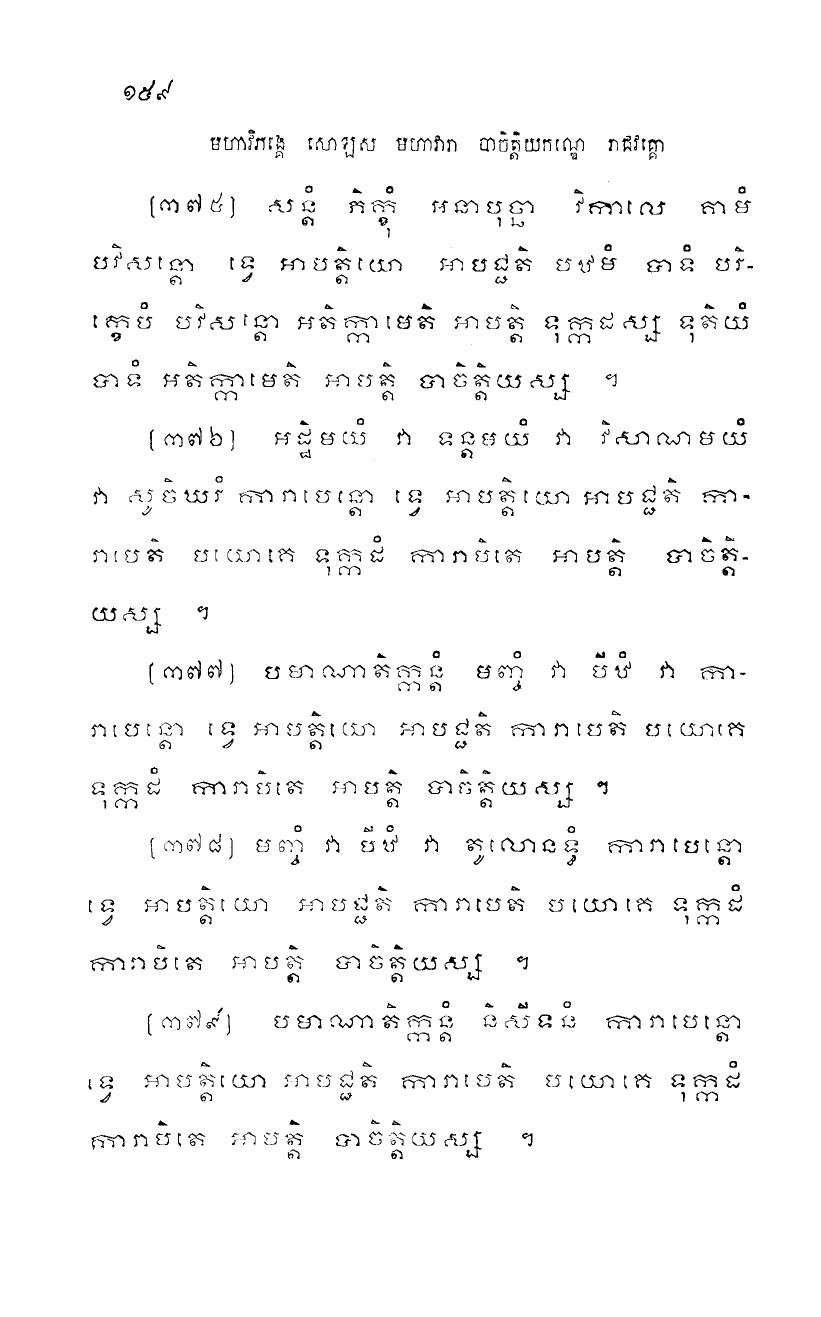 ១៥៩
មហាវិភង្គេ សោឡស មហាវារា បាចិត្តិយកណ្ឌេ រាជវគ្គោ
[៣៧៥] សន្តំ ភិក្ខុំ អនាបុច្ឆា វិកាលេ គាមំ
បវិសន្តោ ទ្វេ អាបត្តិយោ អាបជ្ជតិ បឋមំ បាទំ បរិ-
ក្ខេបំ បវិសន្តោ អតិក្កាមេតិ អាបត្តិ ទុក្កដស្ស ទុតិយំ
បាទំ អតិក្កាមេតិ អាបត្តិ បាចិត្តិយស្ស ។
[៣៧៦] អដ្ឋិមយំ វា ទន្តមយំ វា វិសាណមយំ
វា សូចិឃរំ ការាបេន្តោ ទ្វេ អាបត្តិយោ អាបជ្ជតិ កា-
រាបេតិ បយោគេ ទុក្កដំ ការាបិតេ អាបត្តិ បាចិត្តិ-
យស្ស ។
[៣៧៧] បមាណាតិក្កន្តំ មញ្ចំ វា បីឋំ វា កា-
រាបេន្តោ ទ្វេ អាបត្តិយោ អាបជ្ជតិ ការាបេតិ បយោគេ
ទុក្កដំ ការាបិតេ អាបត្តិ បាចិត្តិយស្ស ។
[៣៧៨] មញ្ចំ វា បីឋំ វា តូលោនទ្ធំ ការាបេន្តោ
ទ្វេ អាបត្តិយោ អាបជ្ជតិ ការាបេតិ បយោគេ ទុក្កដំ
ការាបិតេ អាបត្តិ បាចិត្តិយស្ស ។
[៣៧៩] បមាណាតិក្កន្តំ និសីទនំ ការាបេន្តោ
ទ្វេ អាបត្តិយោ អាបជ្ជតិ ការាបេតិ បយោគេ ទុក្កដំ
ការាបិតេ អាបត្តិ បាចិត្តិយស្ស ។